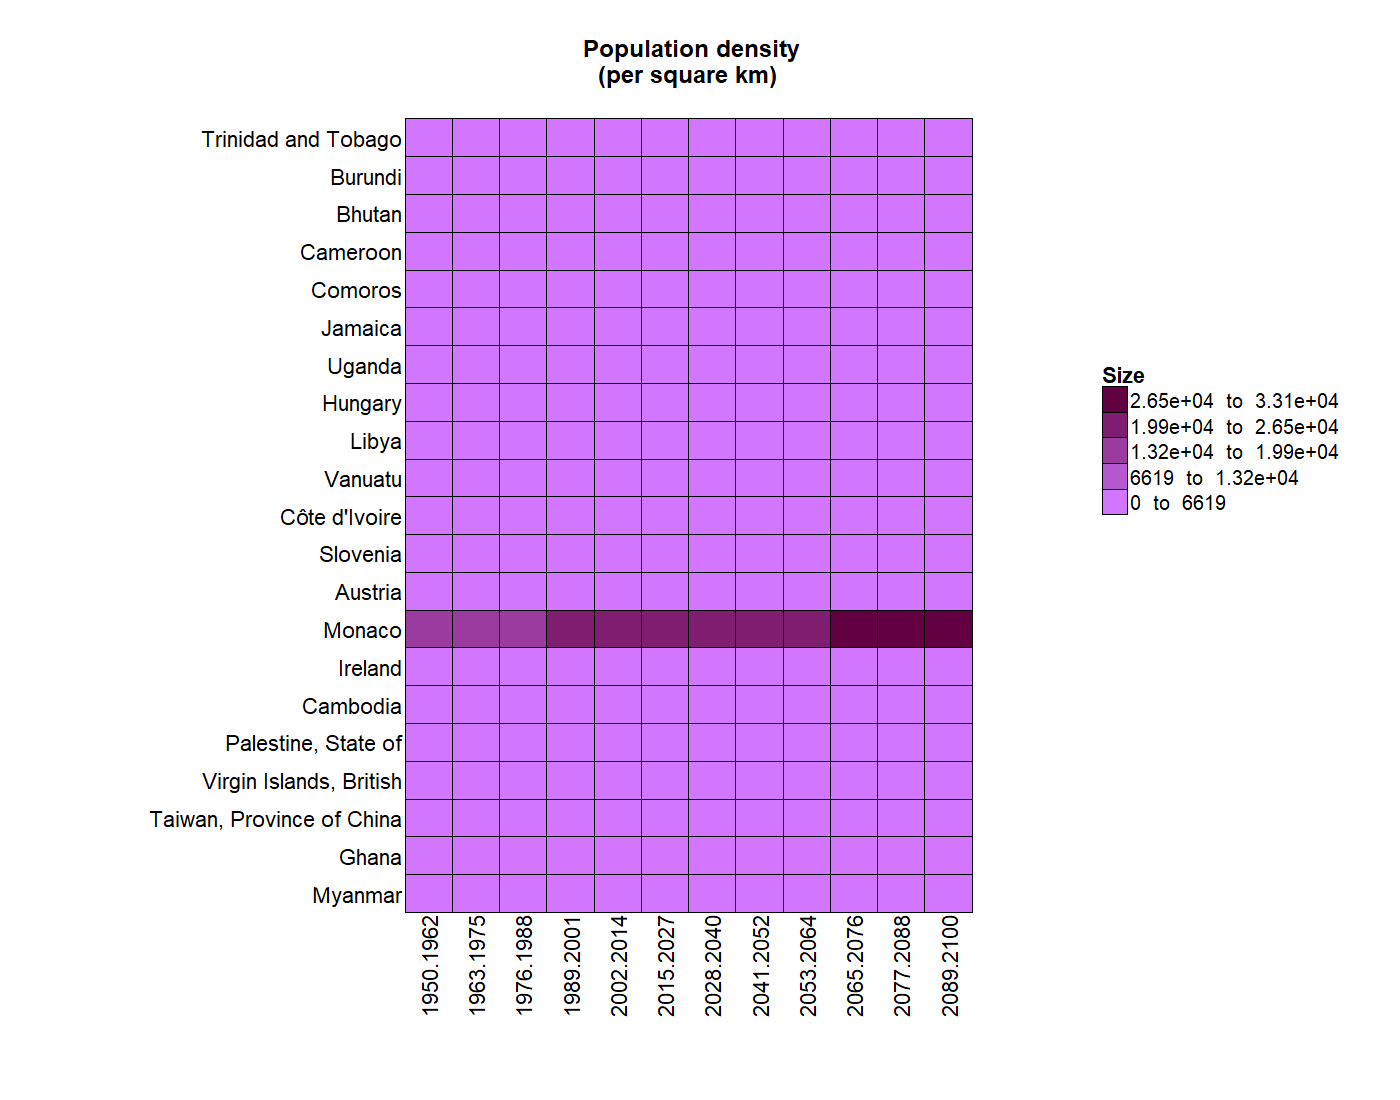 Population density
(per square km)
Trinidad and Tobago
Burundi
Bhutan
Cameroon
Comoros
Jamaica
Uganda
Hungary
Libya
Vanuatu
Côte d'Ivoire
Slovenia
Austria
Monaco
Ireland
Cambodia
Palestine, State of
Virgin Islands, British
Taiwan, Province of China
Ghana
Myanmar
1950.1962
1963.1975
1976.1988
1989.2001
2002.2014
2015.2027
2028.2040
2041.2052
2053.2064
2065.2076
2077.2088
2089.2100
Size
2.65e+04 to 3.31e+04
1.99e+04 to 2.65e+04
1.32e+04 to 1.99e+04
6619 to 1.32e+04
0 to 6619